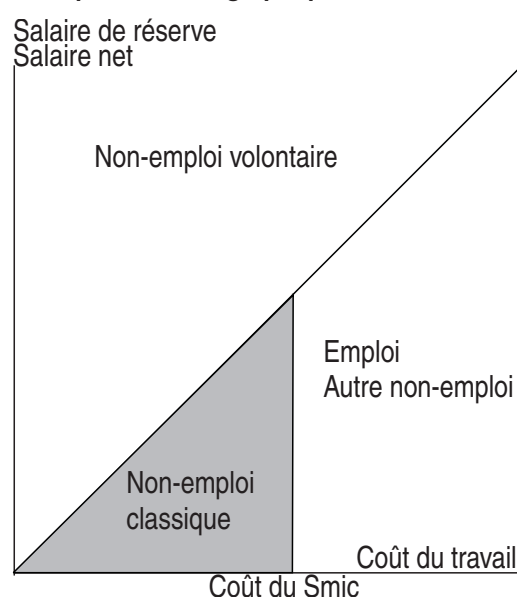 Salaire de réserve
Salaire net
Non-emploi volontaire
Emploi
Autre non-emploi
Non-emploi
classique
Coût du travail
Coût du Smic